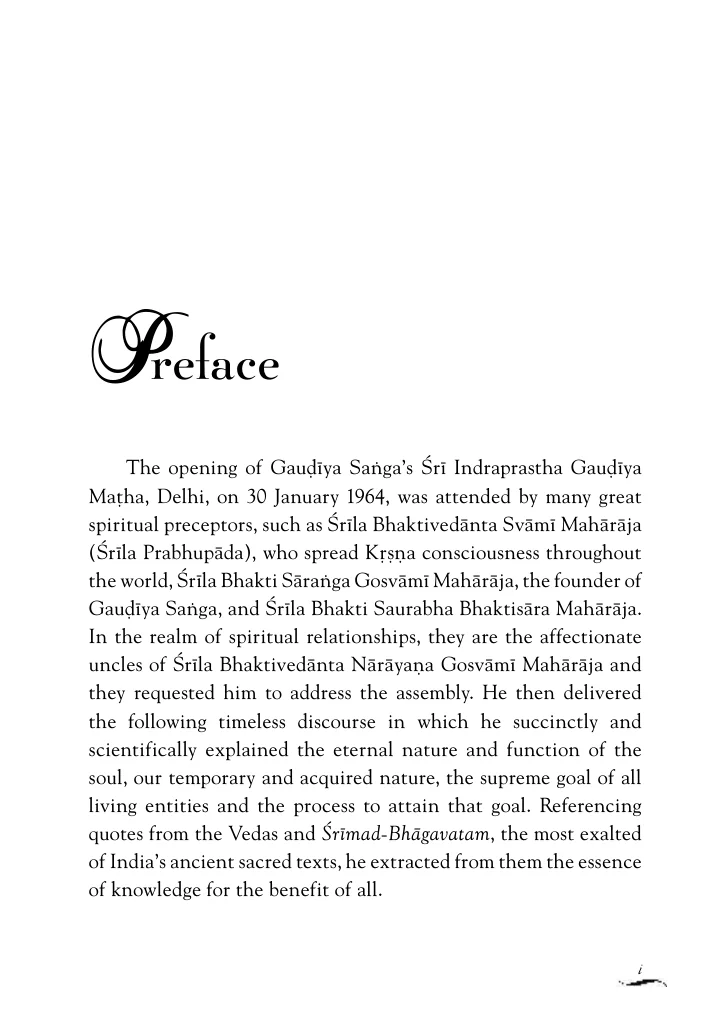 Preface
The opening of Gauḍīya Saṅga’s Śrī Indraprastha Gauḍīya
Maṭha, Delhi, on 30 January 1964, was attended by many great
spiritual preceptors, such as Śrīla Bhaktivedānta Svāmī Mahārāja
(Śrīla Prabhupāda), who spread Kṛṣṇa consciousness throughout
the world, Śrīla Bhakti Sāraṅga Gosvāmī Mahārāja, the founder of
Gauḍīya Saṅga, and Śrīla Bhakti Saurabha Bhaktisāra Mahārāja.
In the realm of spiritual relationships, they are the affectionate
uncles of Śrīla Bhaktivedānta Nārāyaṇa Gosvāmī Mahārāja and
they requested him to address the assembly. He then delivered
the following timeless discourse in which he succinctly and
scientifically explained the eternal nature and function of the
soul, our temporary and acquired nature, the supreme goal of all
living entities and the process to attain that goal. Referencing
quotes from the Vedas and Śrīmad-Bhāgavatam, the most exalted
of India’s ancient sacred texts, he extracted from them the essence
of knowledge for the benefit of all.
i